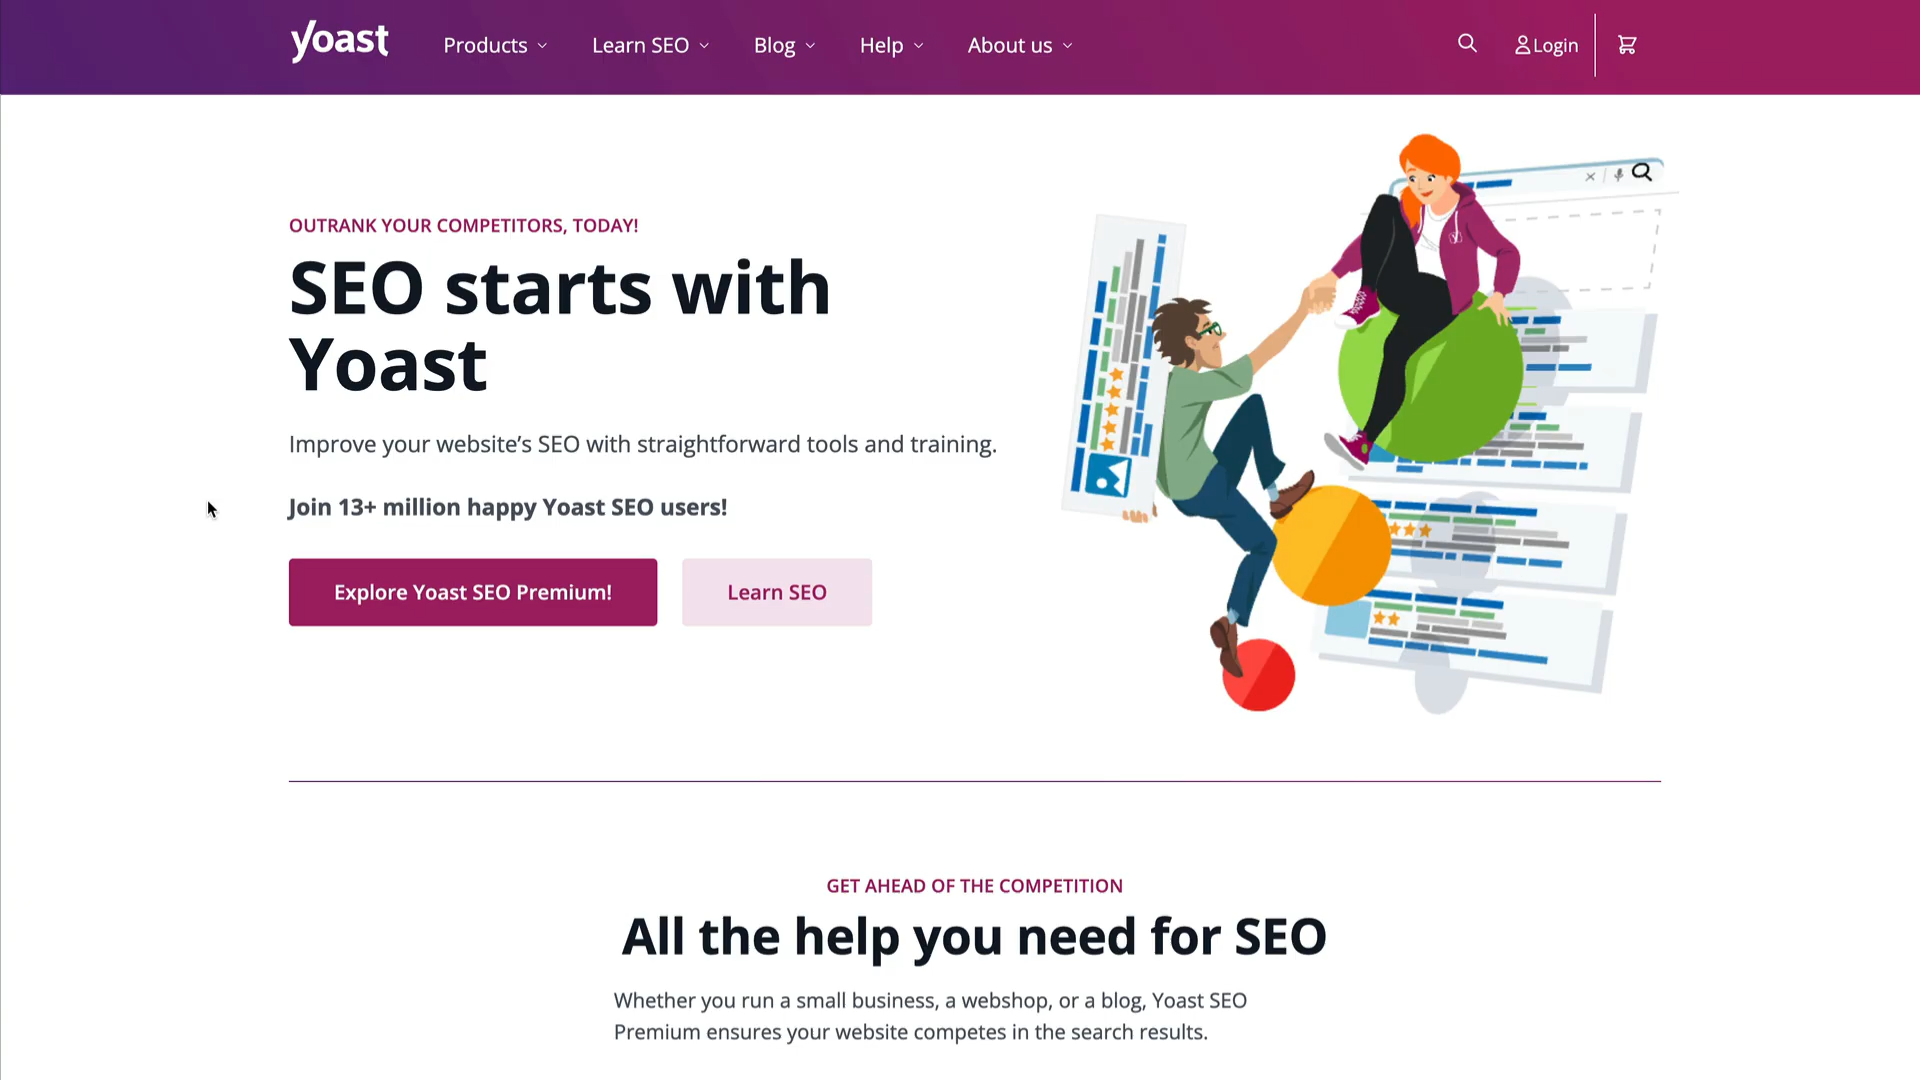 yoast
Products
Learn SEO
Blog
Help
About us
Login
OUTRANK YOUR COMPETITORS, TODAY!
SEO starts with
Yoast
Improve your website’s SEO with straightforward tools and training.
Join 13+ million happy Yoast SEO users!
Explore Yoast SEO Premium!
Learn SEO
GET AHEAD OF THE COMPETITION
All the help you need for SEO
Whether you run a small business, a webshop, or a blog, Yoast SEO
Premium ensures your website competes in the search results.